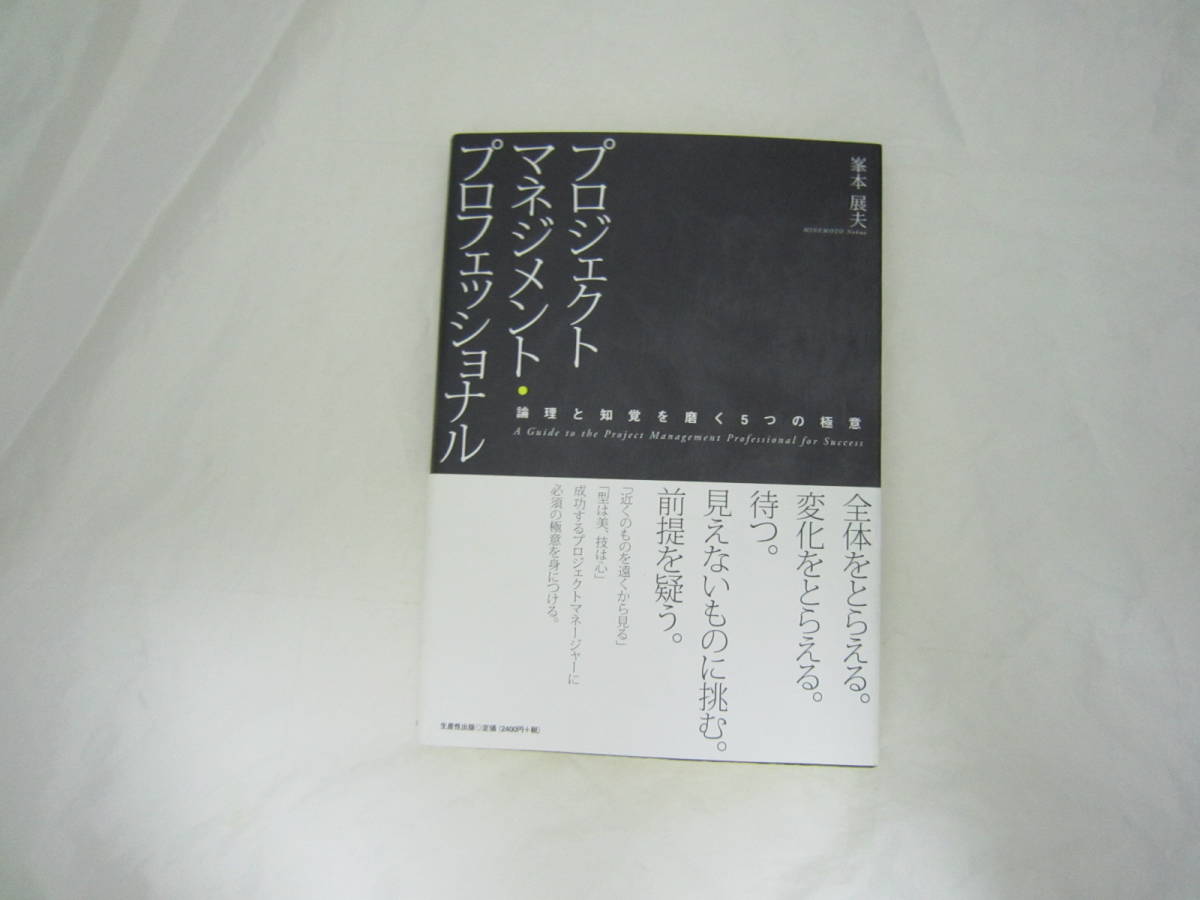 プロジェクト
マネジメント・
プロフェッショナル
峯本 展夫
MINEMOTO Nobuo
論理と知覚を磨く5つの極意
A Guide to the Project Management Professional for Success
全体をとらえる。
変化をとらえる。
待つ。
見えないものに挑む。
前提を疑う。
「近くのものを遠くから見る」
「型は美、技は心」
成功するプロジェクトマネージャーに
必須の極意を身につける。
生産性出版◇定価(2400円+税)